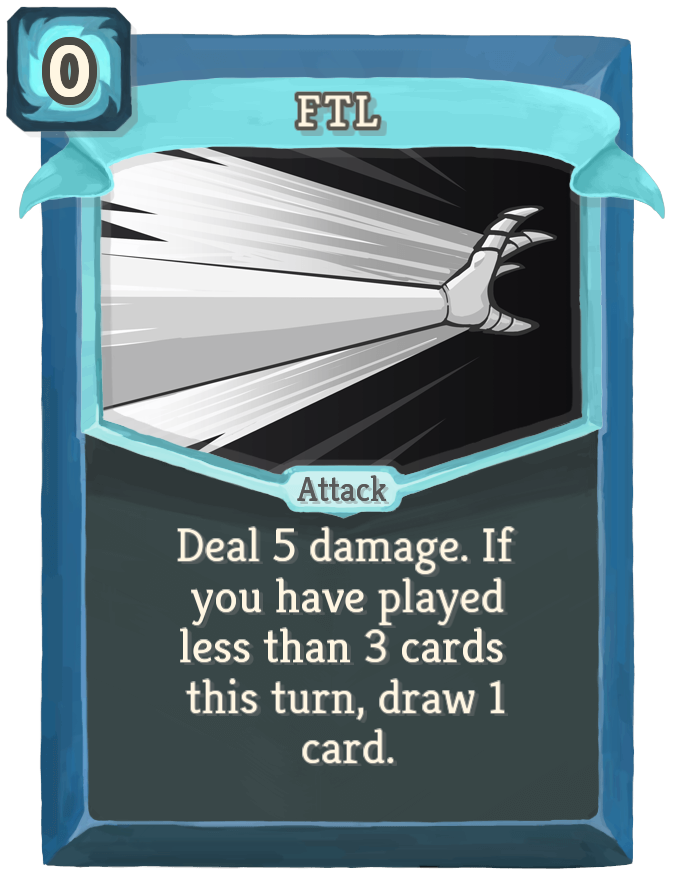 0
FTL
Attack
Deal 5 damage. If
you have played
less than 3 cards
this turn, draw 1
card.